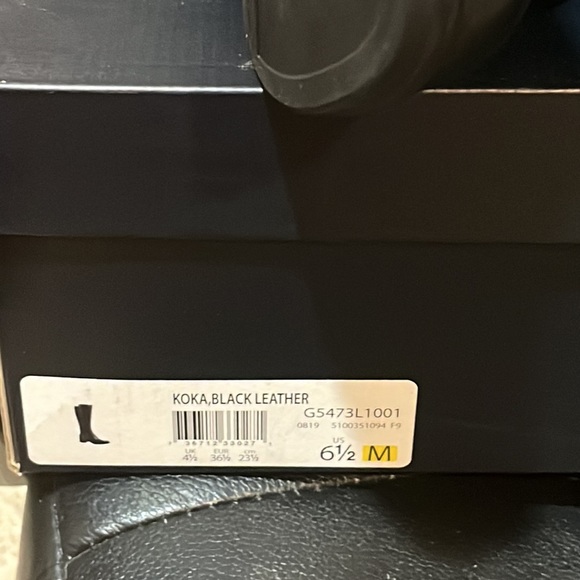 KOKA,BLACK LEATHER
G5473L1001
0819 5100351094 F9
UK EUR cm
4½ 36½ 23½
US
6½ M